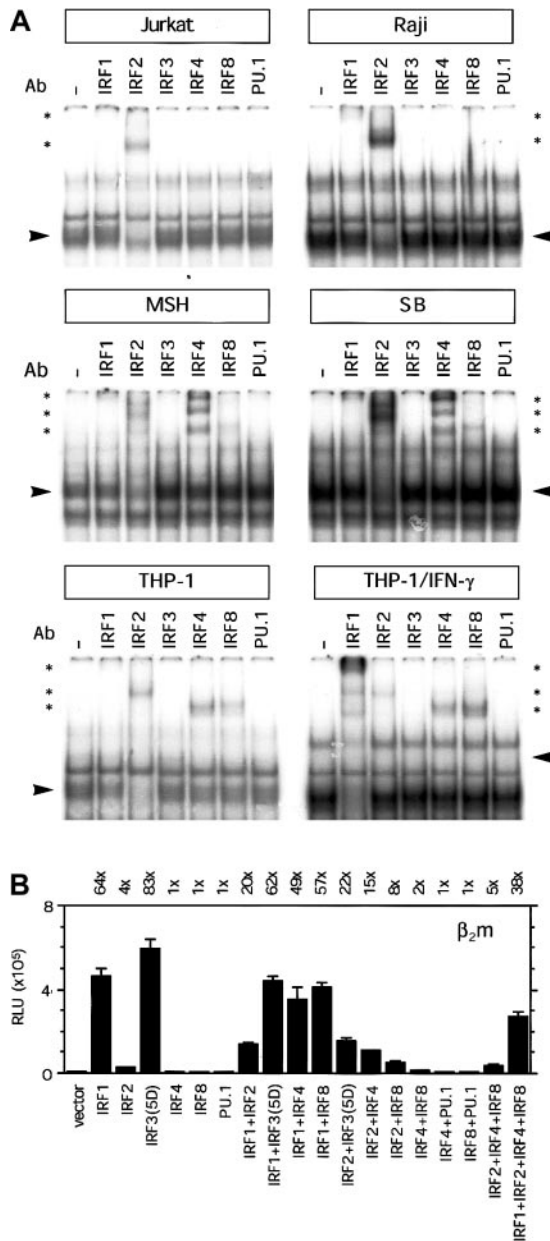 A
Jurkat Raji
Ab – IRF1 IRF2 IRF3 IRF4 IRF8 PU.1 – IRF1 IRF2 IRF3 IRF4 IRF8 PU.1
* *
* *
MSH SB
Ab – IRF1 IRF2 IRF3 IRF4 IRF8 PU.1 – IRF1 IRF2 IRF3 IRF4 IRF8 PU.1
* *
* *
* *
THP-1 THP-1/IFN-γ
Ab – IRF1 IRF2 IRF3 IRF4 IRF8 PU.1 – IRF1 IRF2 IRF3 IRF4 IRF8 PU.1
* *
* *
* *
B
64x 4x 83x 1x 1x 1x 20x 62x 49x 57x 22x 15x 8x 2x 1x 1x 5x 38x
β2m
RLU (x10⁵)
8
4
0
vector IRF1 IRF2 IRF3(5D) IRF4 IRF8 PU.1 IRF1+IRF2 IRF1+IRF3(5D) IRF1+IRF4 IRF1+IRF8 IRF2+IRF3(5D) IRF2+IRF4 IRF2+IRF8 IRF4+IRF8 IRF4+PU.1 IRF8+PU.1 IRF2+IRF4+IRF8 IRF1+IRF2+IRF4+IRF8